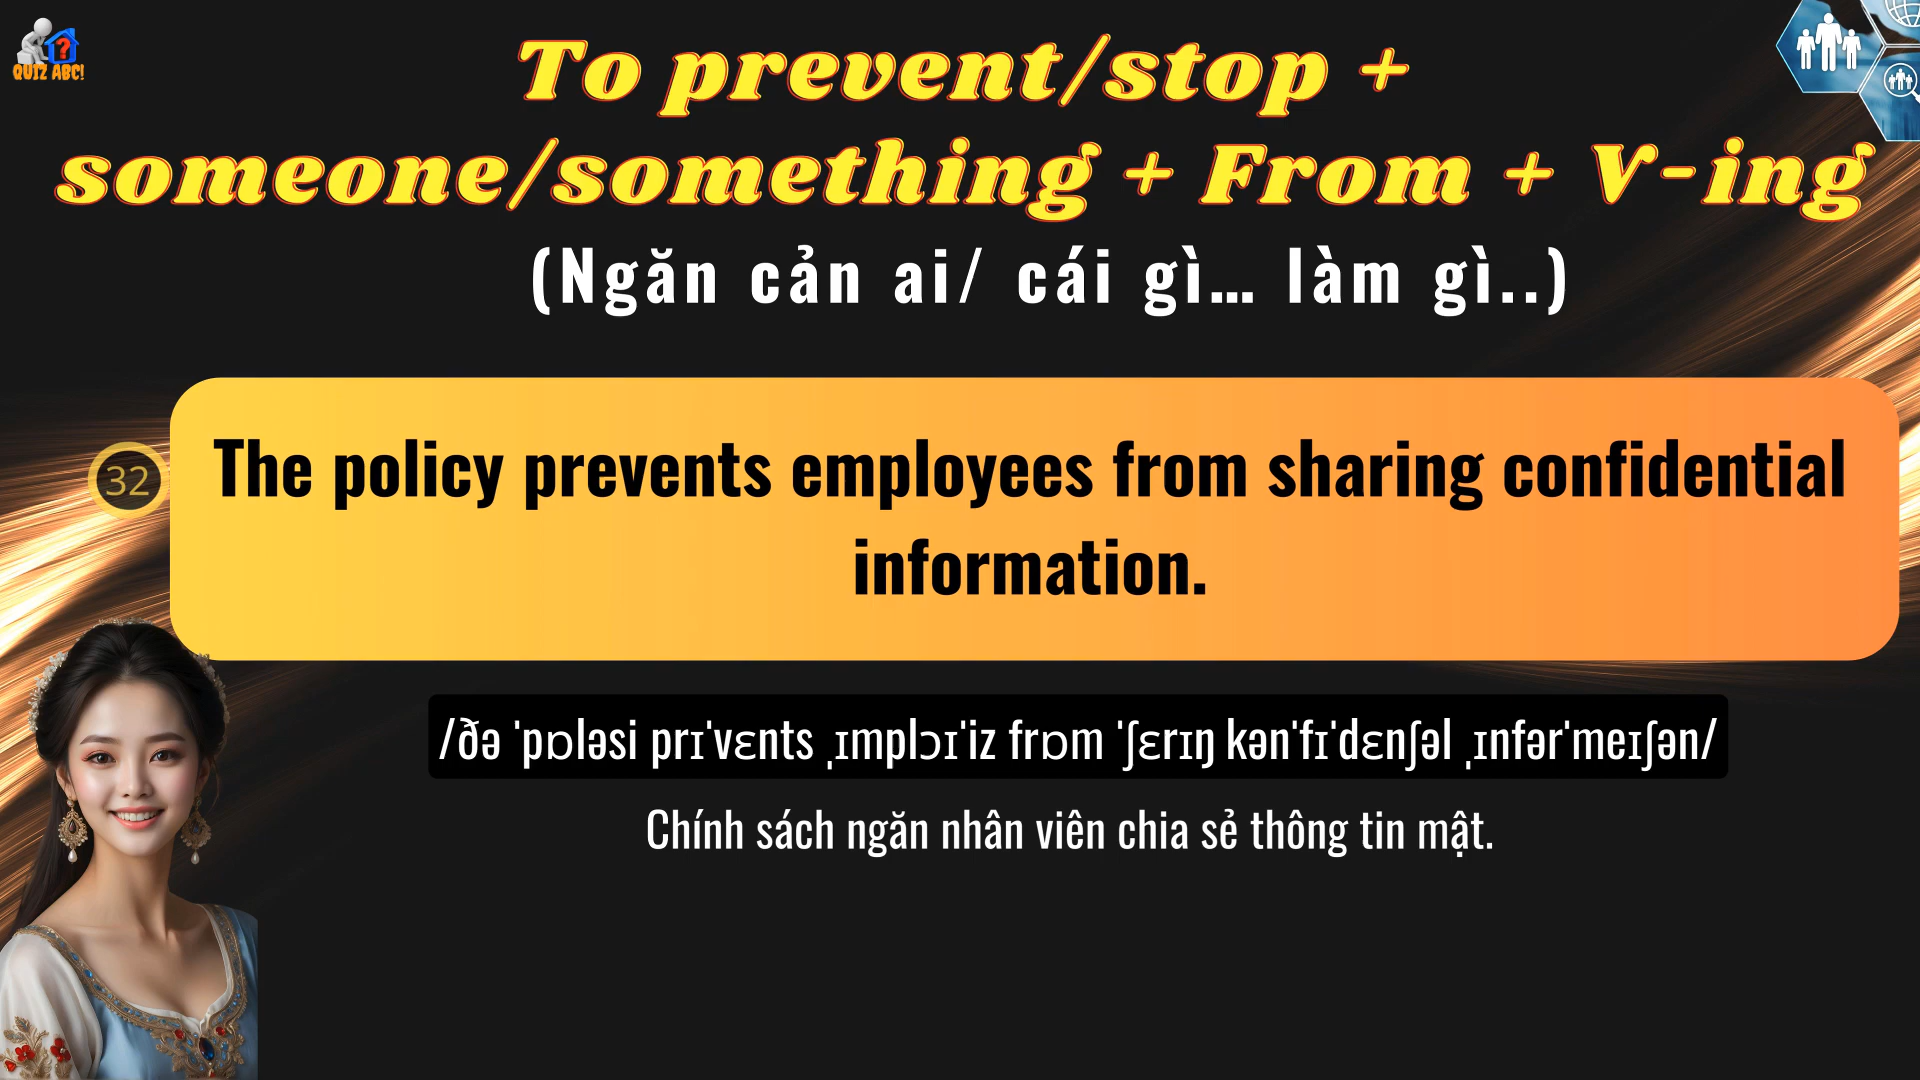 QUIZ ABC!
To prevent/stop +
someone/something + From + V-ing
(Ngăn cản ai/ cái gì... làm gì..)
32
The policy prevents employees from sharing confidential
information.
/ðə ˈpɒləsi prɪˈvɛnts ˌɪmplɔɪˈiz frɒm ˈʃɛrɪŋ kənˈfɪˈdɛnʃəl ˌɪnfərˈmeɪʃən/
Chính sách ngăn nhân viên chia sẻ thông tin mật.